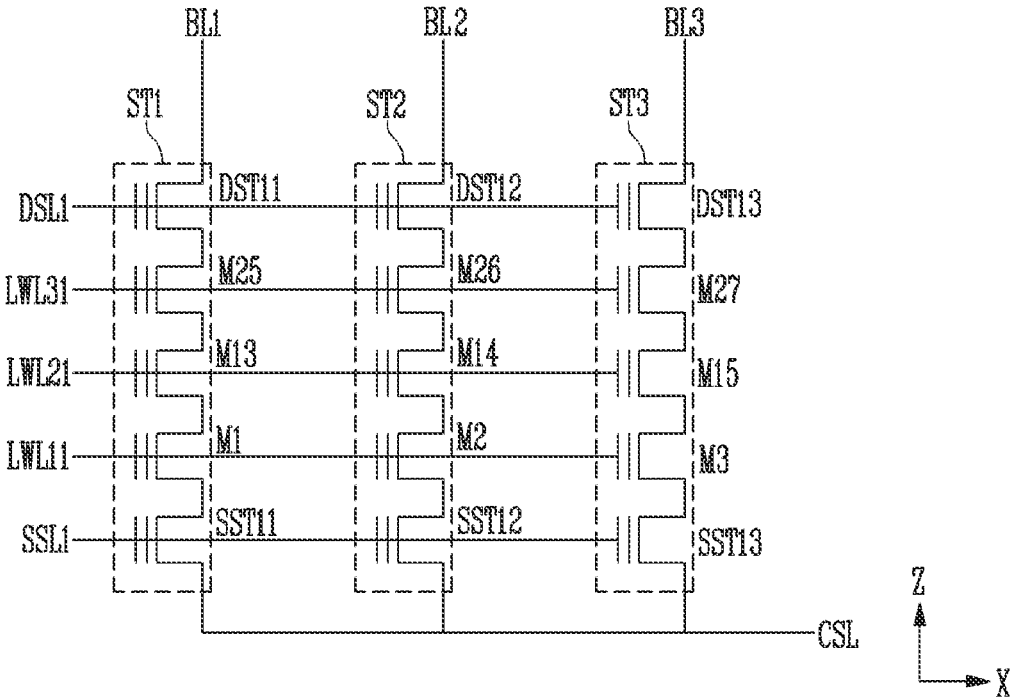 BL1 BL2 BL3
ST1 ST2 ST3
DSL1 DST11 DST12 DST13
LWL31 M25 M26 M27
LWL21 M13 M14 M15
LWL11 M1 M2 M3
SSL1 SST11 SST12 SST13
CSL
Z
X